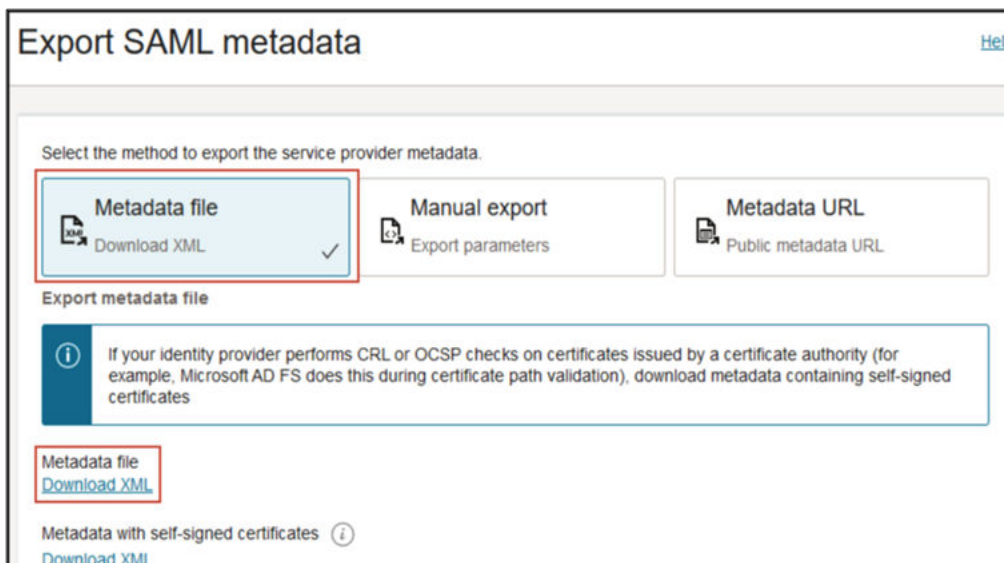 Export SAML metadata
Select the method to export the service provider metadata.
Metadata file
Download XML
Manual export
Export parameters
Metadata URL
Public metadata URL
Export metadata file
If your identity provider performs CRL or OCSP checks on certificates issued by a certificate authority (for
example, Microsoft AD FS does this during certificate path validation), download metadata containing self-signed
certificates
Metadata file
Download XML
Metadata with self-signed certificates
Download XML